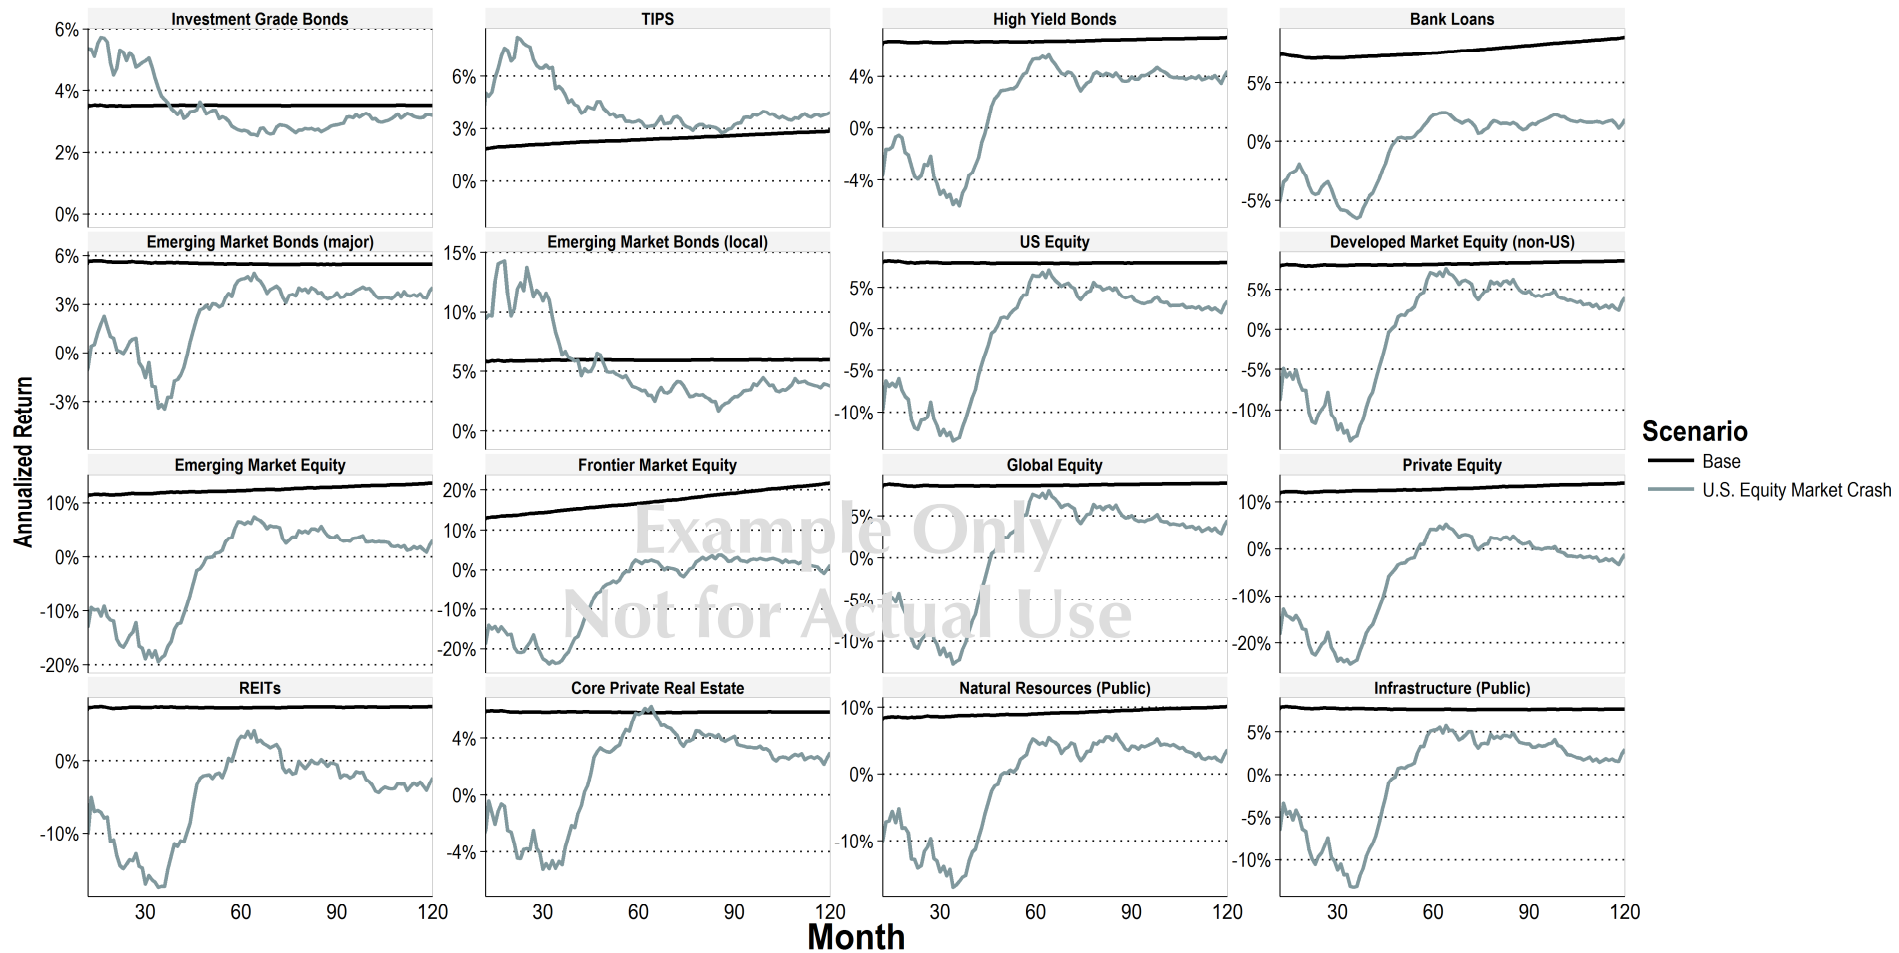 Investment Grade Bonds
TIPS
High Yield Bonds
Bank Loans
6%
4%
2%
0%
6%
3%
0%
4%
0%
-4%
5%
0%
-5%
Emerging Market Bonds (major)
Emerging Market Bonds (local)
US Equity
Developed Market Equity (non-US)
6%
3%
0%
-3%
15%
10%
5%
0%
5%
0%
-5%
-10%
5%
0%
-5%
-10%
Emerging Market Equity
Frontier Market Equity
Global Equity
Private Equity
10%
0%
-10%
-20%
20%
10%
0%
-10%
-20%
5%
0%
-5%
-10%
10%
0%
-10%
-20%
REITs
Core Private Real Estate
Natural Resources (Public)
Infrastructure (Public)
0%
-10%
4%
0%
-4%
10%
0%
-10%
5%
0%
-5%
-10%
30 60 90 120
30 60 90 120
30 60 90 120
30 60 90 120
Month
Annualized Return
Scenario
Base
U.S. Equity Market Crash
Example Only
Not for Actual Use